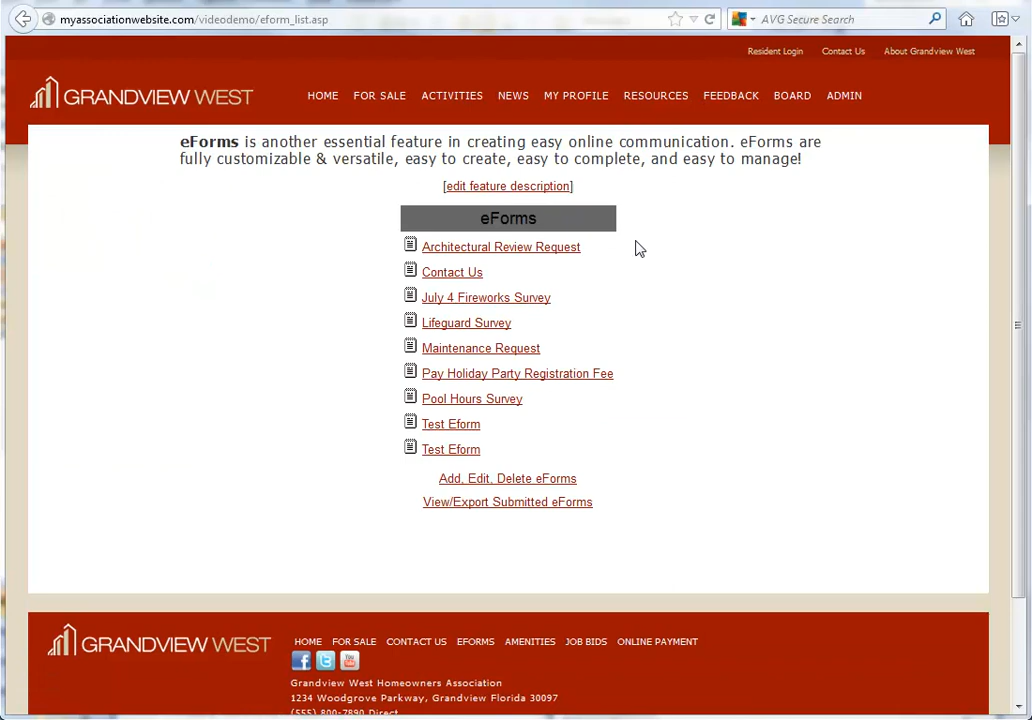 myassociationwebsite.com/videodemo/eform_list.asp
AVG Secure Search
Resident Login Contact Us About Grandview West
GRANDVIEW WEST
HOME FOR SALE ACTIVITIES NEWS MY PROFILE RESOURCES FEEDBACK BOARD ADMIN
eForms is another essential feature in creating easy online communication. eForms are
fully customizable & versatile, easy to create, easy to complete, and easy to manage!
[edit feature description]
eForms
Architectural Review Request
Contact Us
July 4 Fireworks Survey
Lifeguard Survey
Maintenance Request
Pay Holiday Party Registration Fee
Pool Hours Survey
Test Eform
Test Eform
Add, Edit, Delete eForms
View/Export Submitted eForms
GRANDVIEW WEST
HOME FOR SALE CONTACT US EFORMS AMENITIES JOB BIDS ONLINE PAYMENT
Grandview West Homeowners Association
1234 Woodgrove Parkway, Grandview Florida 30097
(555) 800-7890 Direct